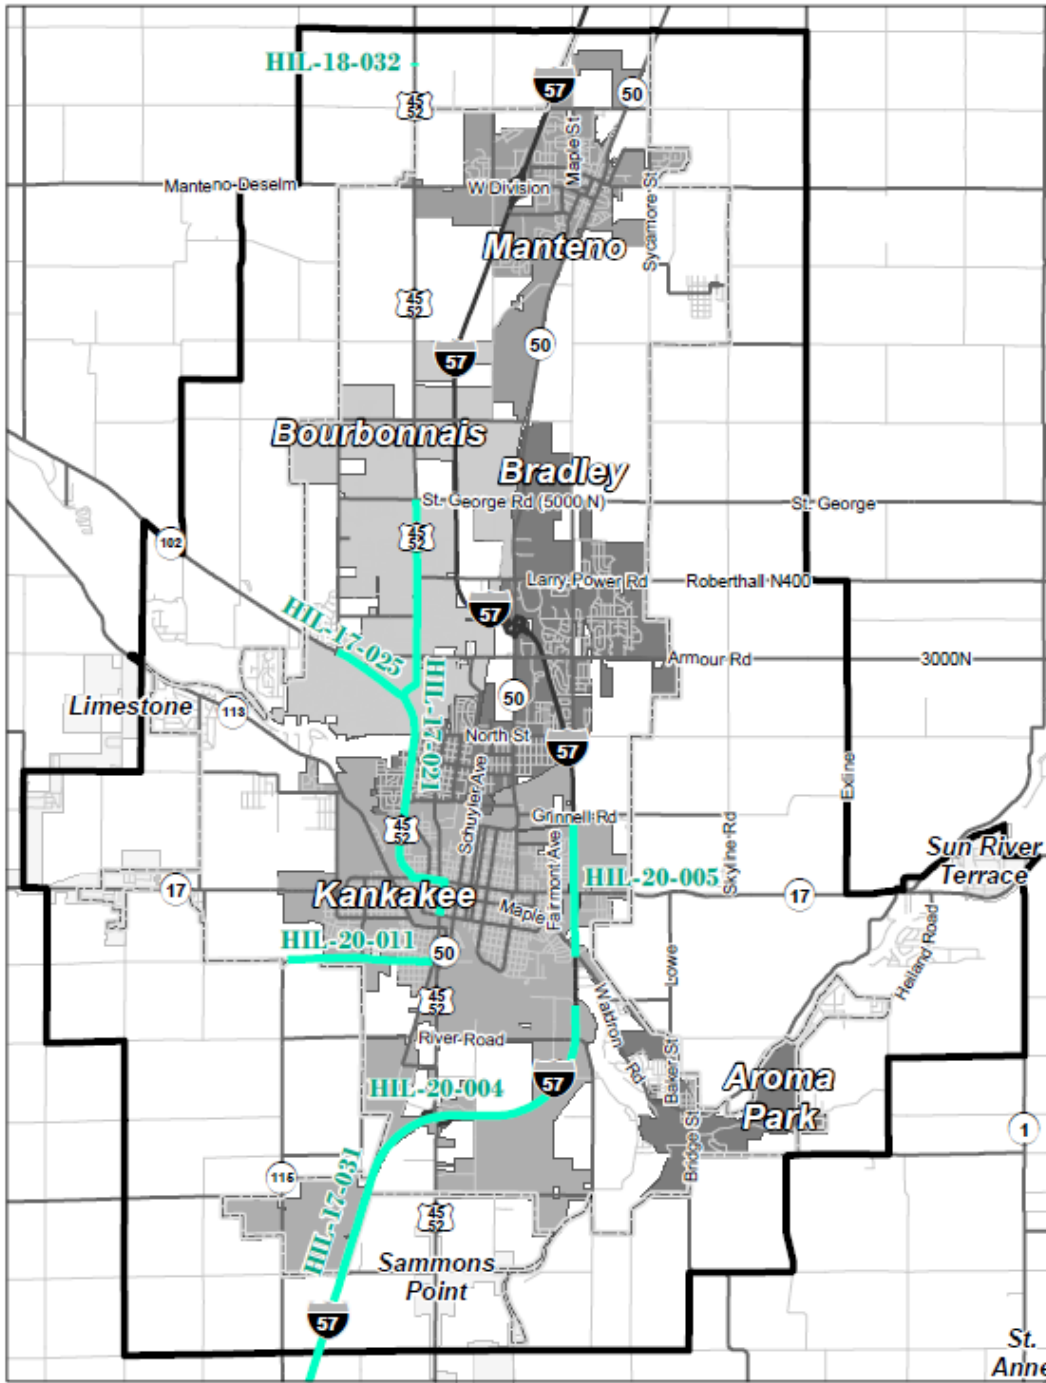 HIL-18-032
57
50
45
52
Maple St
Manteno-Deselm
W Division
Sycamore St
Manteno
45
52
50
57
Bourbonnais
Bradley
St. George Rd (5000 N)
St. George
45
52
102
Larry Power Rd
Roberthall N400
57
HIL-17-025
Armour Rd
3000N
HIL-17-021
Limestone
113
50
North St
57
Schuyler Ave
Exline
Grinnell Rd
45
52
Skyline Rd
Fairmont Ave
Sun River
Terrace
HIL-20-005
17
Kankakee
17
Maple
HIL-20-011
50
Lowe
Heiland Road
45
52
Waldron Rd
River Road
Baker St
57
HIL-20-004
Aroma
Park
1
Bridge St
115
HIL-17-031
45
52
Sammons
Point
57
St.
Anne